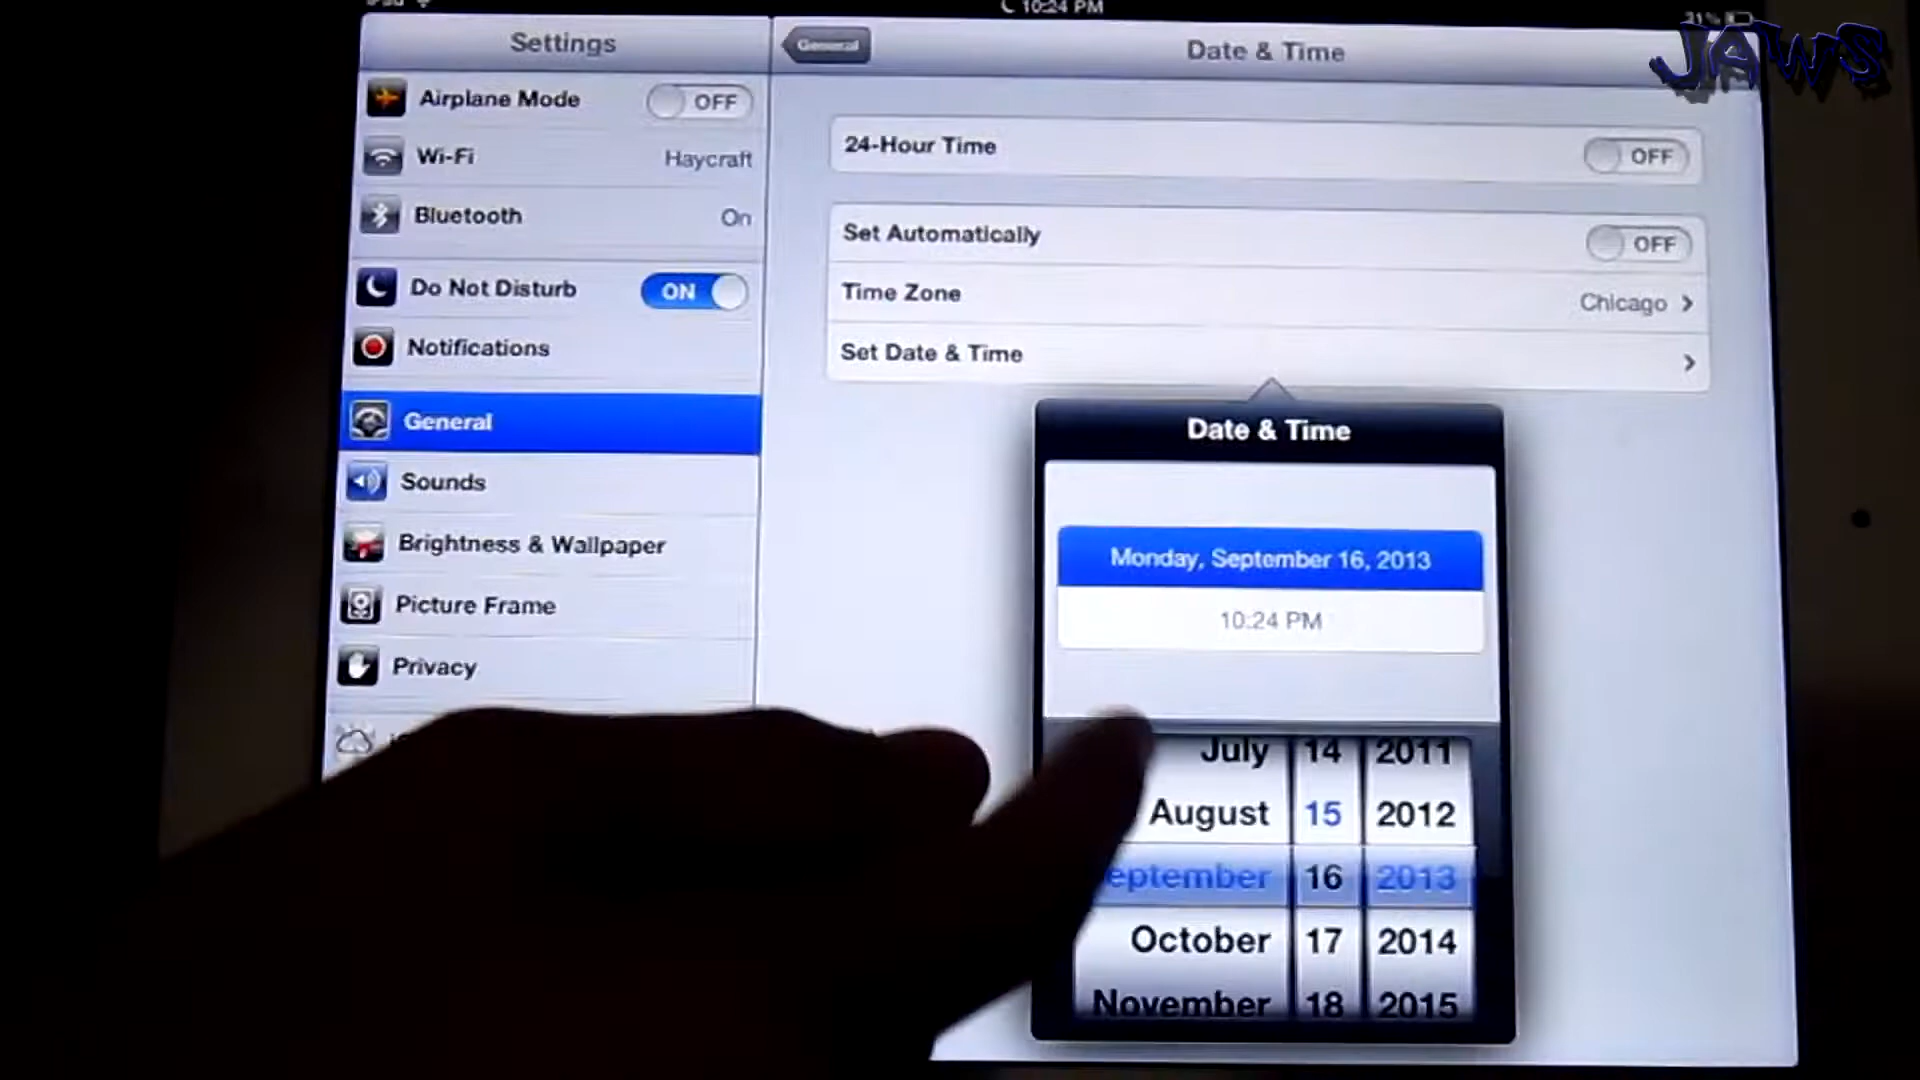 iPad
10:24 PM
31%
JAWS
Settings
General
Date & Time
Airplane Mode
OFF
Wi-Fi
Haycraft
Bluetooth
On
Do Not Disturb
ON
Notifications
General
Sounds
Brightness & Wallpaper
Picture Frame
Privacy
24-Hour Time
OFF
Set Automatically
OFF
Time Zone
Chicago
Set Date & Time
Date & Time
Monday, September 16, 2013
10:24 PM
July 14 2011
August 15 2012
eptember 16 2013
October 17 2014
November 18 2015